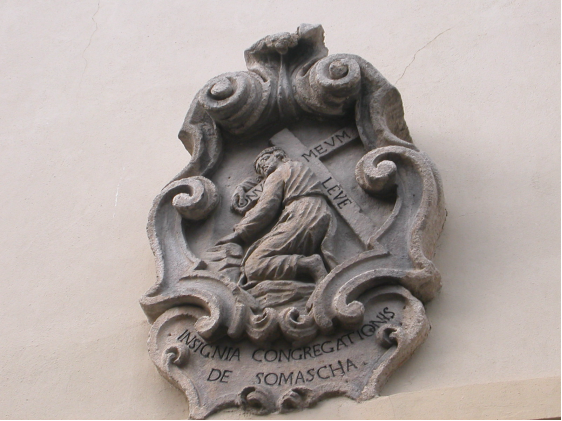 MEVM
LEVE
INSIGNIA CONGREGATIONIS
DE SOMASCHA